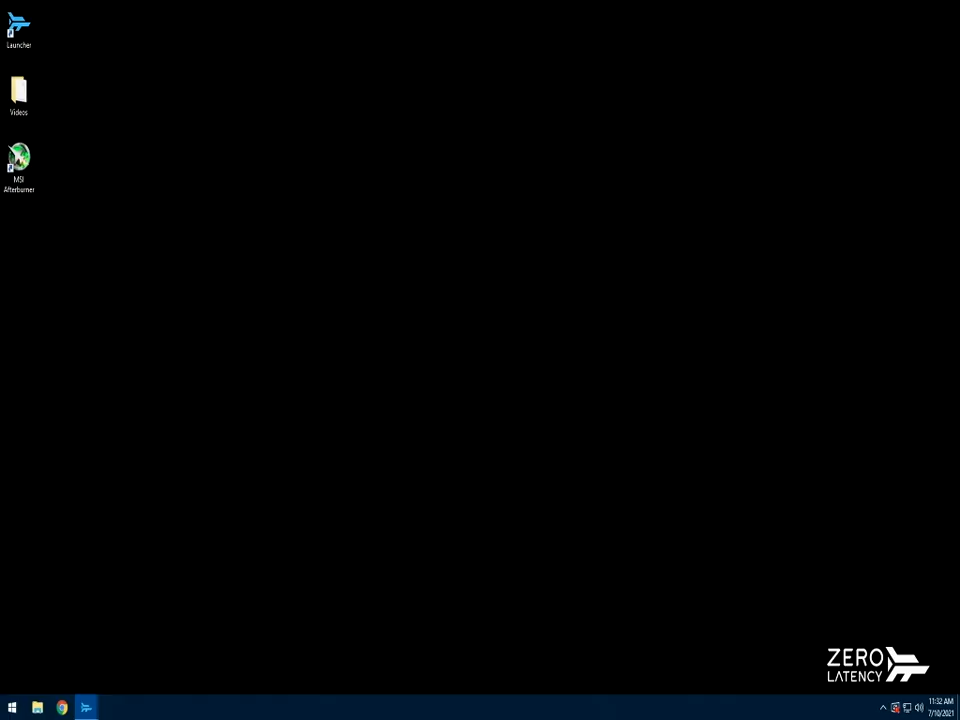 Launcher
Videos
MSI
Afterburner
ZERO
LATENCY
11:32 AM
7/10/2021